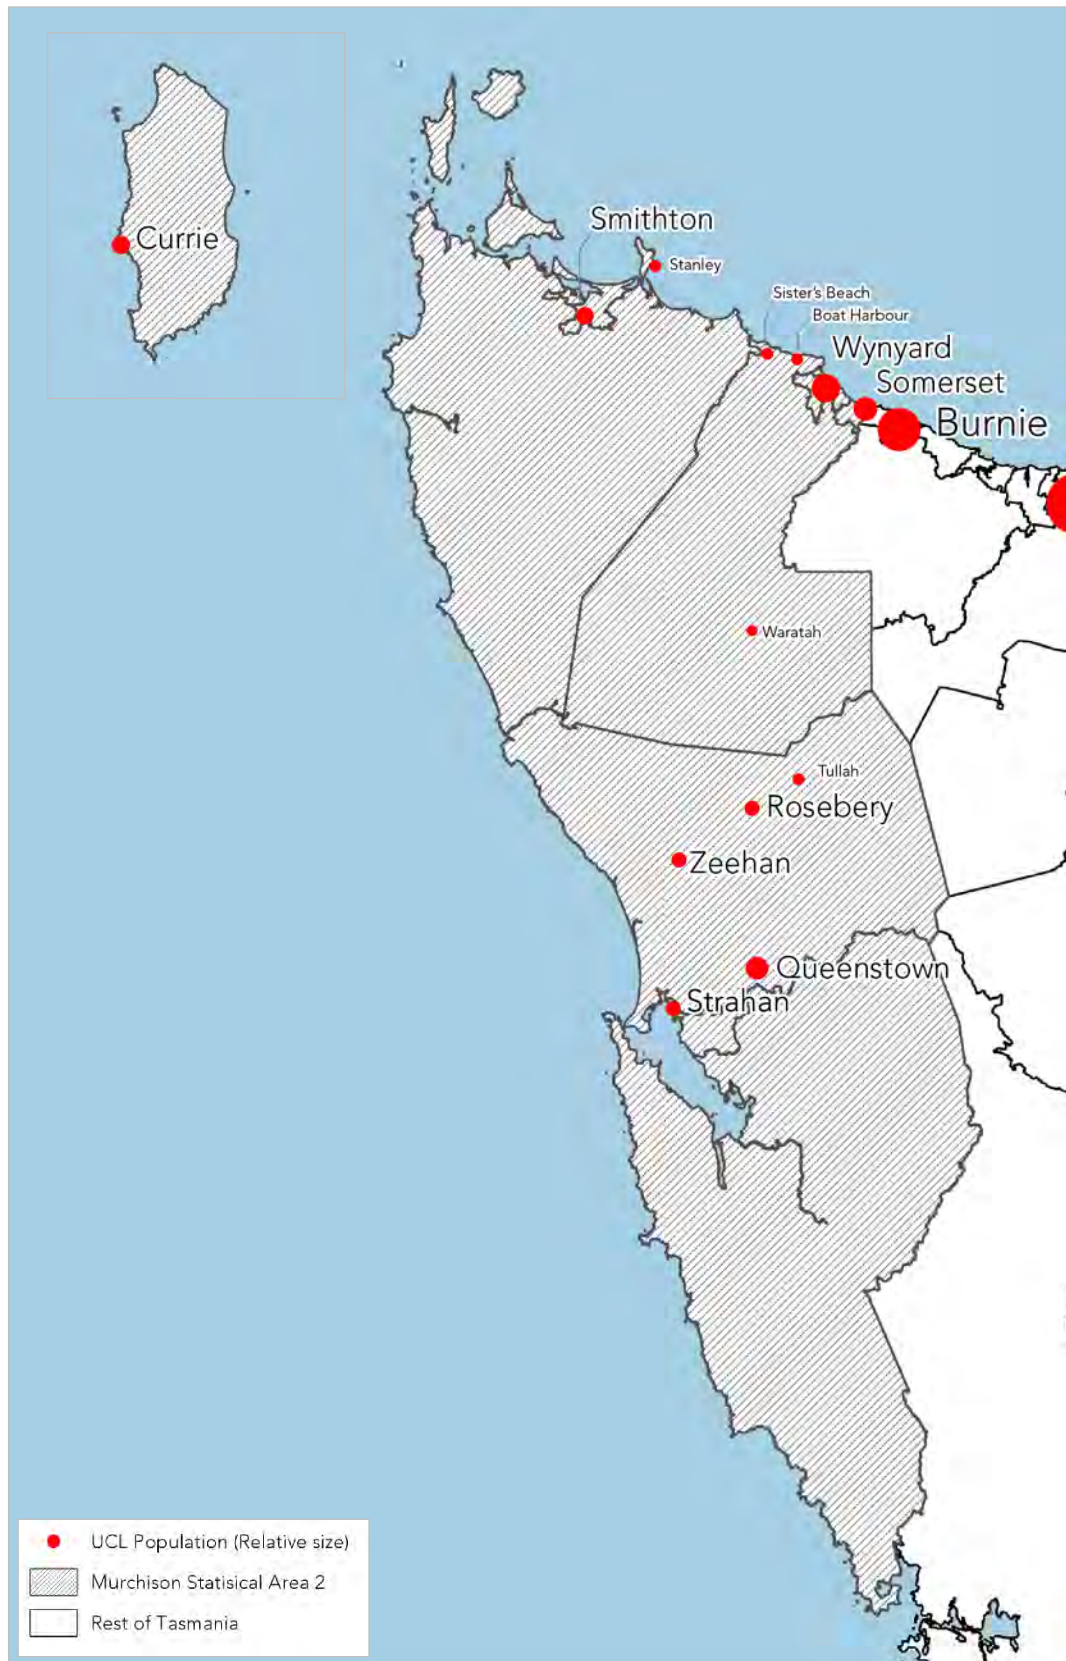 Currie
Smithton
Stanley
Sister's Beach
Boat Harbour
Wynyard
Somerset
Burnie
Waratah
Tullah
Rosebery
Zeehan
Queenstown
Strahan
UCL Population (Relative size)
Murchison Statisical Area 2
Rest of Tasmania